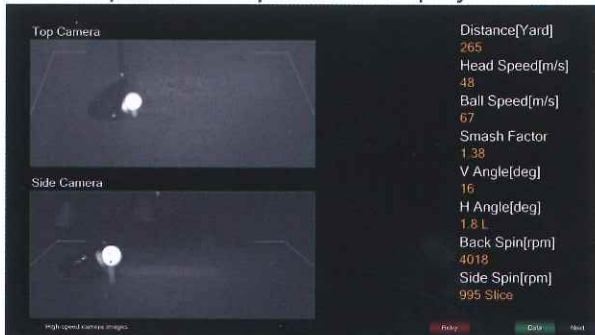 Top Camera
Side Camera
High speed camera images
Distance[Yard]
265
Head Speed[m/s]
48
Ball Speed[m/s]
67
Smash Factor
1.38
V Angle[deg]
16
H Angle[deg]
1.8 L
Back Spin[rpm]
4018
Side Spin[rpm]
995 Slice
Retry
Data
Next